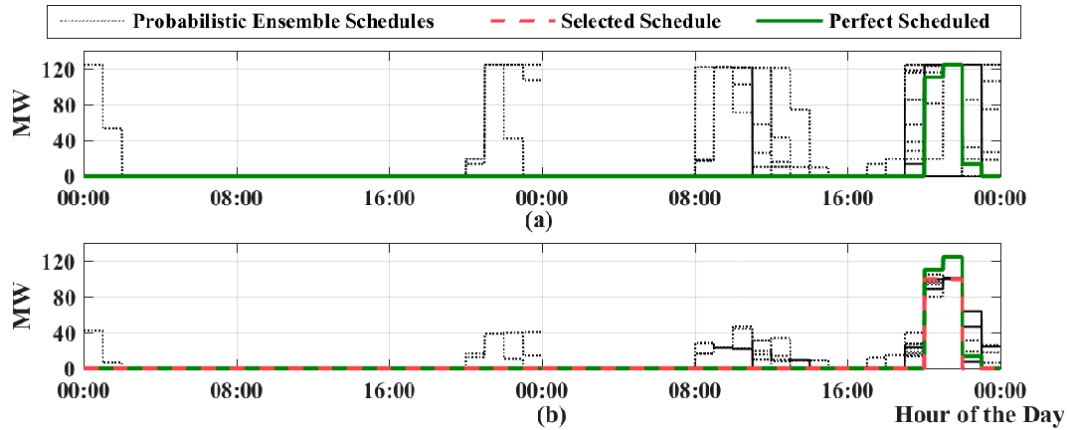 Probabilistic Ensemble Schedules Selected Schedule Perfect Scheduled
MW
120
80
40
0
00:00 08:00 16:00 00:00 08:00 16:00 00:00
(a)
MW
120
80
40
0
00:00 08:00 16:00 00:00 08:00 16:00 00:00
(b) Hour of the Day